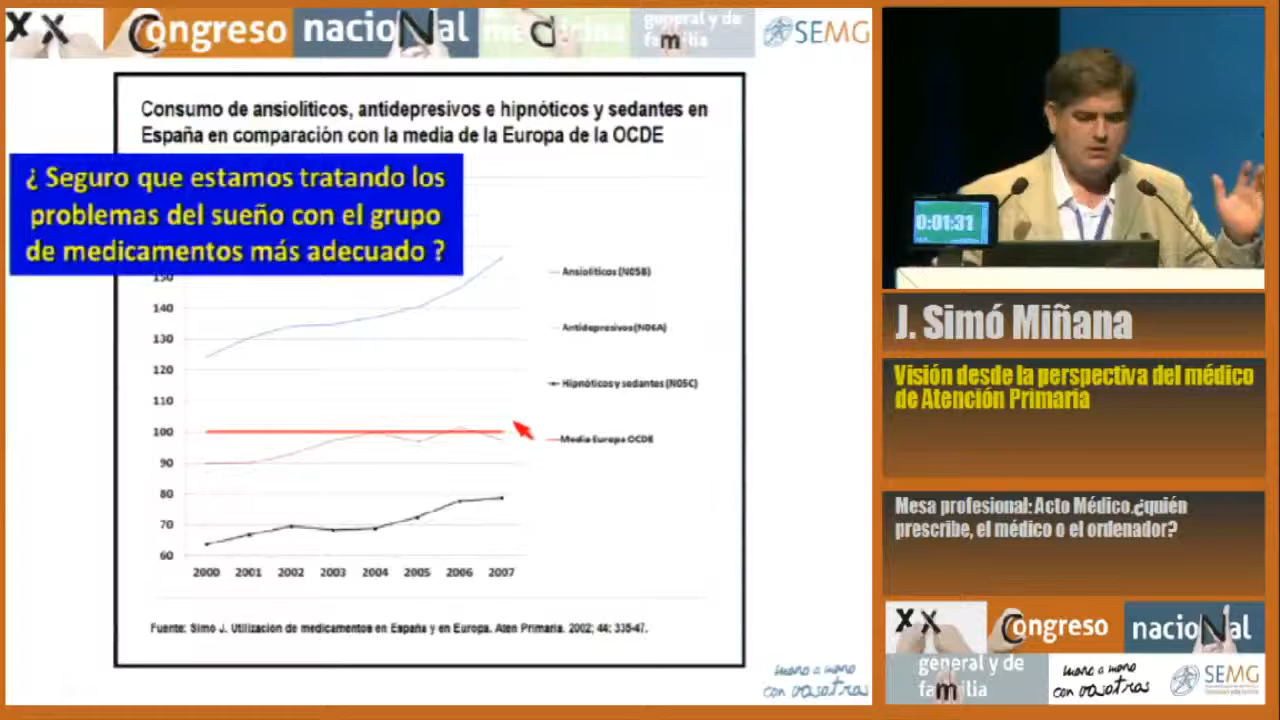 XX Congreso nacioNal medicina general y de familia SEMG
Consumo de ansiolíticos, antidepresivos e hipnóticos y sedantes en
España en comparación con la media de la Europa de la OCDE
¿ Seguro que estamos tratando los
problemas del sueño con el grupo
de medicamentos más adecuado ?
150
140
130
120
110
100
90
80
70
60
2000 2001 2002 2003 2004 2005 2006 2007
Ansiolíticos (N05B)
Antidepresivos (N06A)
Hipnóticos y sedantes (N05C)
Media Europa OCDE
Fuente: Simó J. Utilización de medicamentos en España y en Europa. Aten Primaria. 2002; 44: 335-47.
mano a mano
con vosotras
0:01:31
J. Simó Miñana
Visión desde la perspectiva del médico
de Atención Primaria
Mesa profesional: Acto Médico.¿quién
prescribe, el médico o el ordenador?
XX Congreso nacioNal
general y de
familia
mano a mano
con vosotras
SEMG